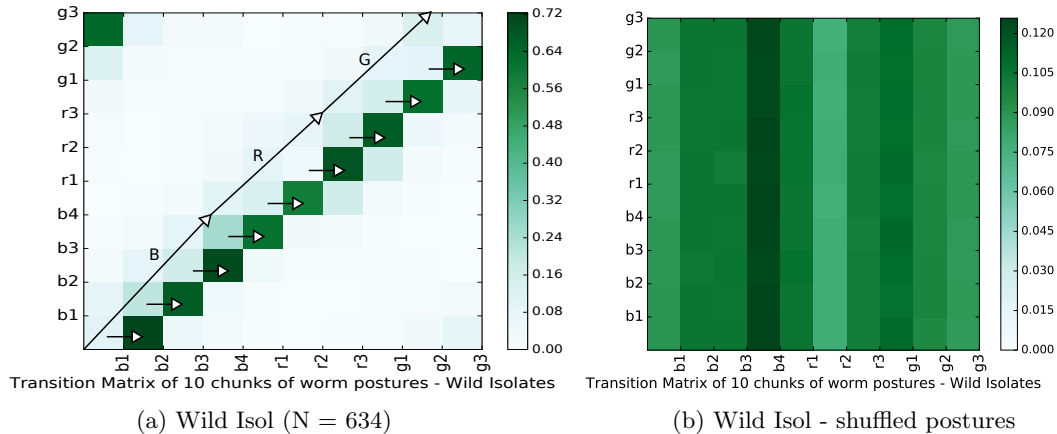 g3
g2
g1
r3
r2
r1
b4
b3
b2
b1
B
R
G
b1
b2
b3
b4
r1
r2
r3
g1
g2
g3
0.72
0.64
0.56
0.48
0.40
0.32
0.24
0.16
0.08
0.00
Transition Matrix of 10 chunks of worm postures - Wild Isolates
(a) Wild Isol (N = 634)
g3
g2
g1
r3
r2
r1
b4
b3
b2
b1
b1
b2
b3
b4
r1
r2
r3
g1
g2
g3
0.120
0.105
0.090
0.075
0.060
0.045
0.030
0.015
0.000
Transition Matrix of 10 chunks of worm postures - Wild Isolates
(b) Wild Isol - shuffled postures